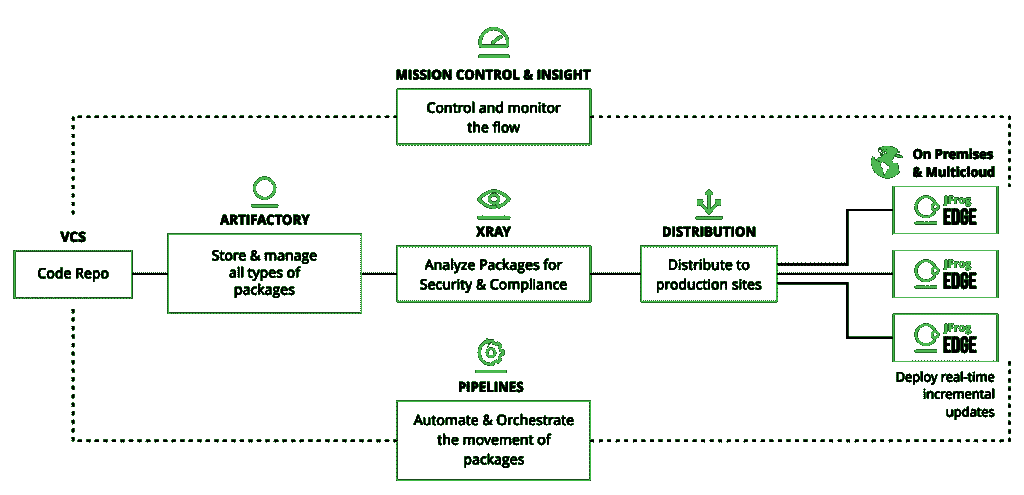 MISSION CONTROL & INSIGHT
Control and monitor
the flow
On Premises
& Multicloud
ARTIFACTORY
XRAY
DISTRIBUTION
JFrog
EDGE
VCS
Code Repo
Store & manage
all types of
packages
Analyze Packages for
Security & Compliance
Distribute to
production sites
JFrog
EDGE
JFrog
EDGE
PIPELINES
Automate & Orchestrate
the movement of
packages
Deploy real-time
incremental
updates